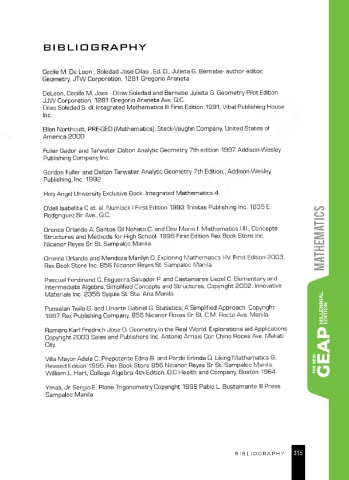 BIBLIOGRAPHY
Cecile M. De Leon , Soledad Jose Dilao , Ed. D., Julieta G. Bernabe- author editor,
Geometry, JTW Corporation, 1281 Gregorio Araneta
DeLeon, Cecille M. Jose - Dilow Soledad and Bernabe Julieta G. Geometry Pilot Edition
JJW Corporation, 1281 Gregorio Araneta Ave. Q.C.
Dilao Soledad S. dl. Integrated Mathematics III First Edition 1991, Vibal Publishing House
Inc.
Ellen Northcutt, PRE-GED (Mathematics), Steck-Vaughn Company, United States of
America 2000
Fuller Gador and Tarwater Dalton Analytic Geometry 7th edition 1997 Addison-Wesley
Publishing Company Inc.
Gordon Fuller and Dalton Tarwater, Analytic Geometry 7th Edition,, Addison-Wesley
Publishing, Inc. 1992
Holy Angel University Exclusive Book. Integrated Mathematics 4.
O'dell Isabelita C et, al. Numlock I First Edition 1993 Trinitas Publishing Inc. 1835 E.
Rodgriguez Sr. Ave., Q.C.
Oronce Orlando A; Santos Gil Nohato C. and One Marie I. Mathematics III , Concepts
Structures and Methods for High School. 1996 First Edition Rex Book Store Inc.
Nicanor Reyes Sr. St. Sampaloc Manila.
Oronce Orlando and Mendoza Marilyn O. Exploring Mathematics I-IV, First Edition 2003,
Rex Book Store Inc. 856 Nicanor Reyes Sr. St. Sampaloc Manila.
Pascual Ferdinand C, Esguerra Salvador P. and Castaniares Liezel C. Elementary and
Intermediate Algebra, Simplified Concepts and Structures, Copyright 2002. Innovative
Materials Inc. 2356 Syquia St. Sta. Ana Manila.
Punsalan Twila G. and Uriarte Gabriel G. Statistics; A Simplified Approach. Copyright
1987 Rex Publishing Company. 856 Nicanor Reyes Sr. St. C.M. Recto Ave. Manila.
Romero Karl Fredrich Jose D. Geometry in the Real World. Explorations aid Applications
Copyright 2003 Sales and Publishers Inc. Antonio Arnaiz Cor. Chino Roces Ave. Makati
City.
Villa Mayor Adela C, Prepotente Edna B. and Parde Erlinda G. Liking Mathematics G.
Revised Edition 1995. Rex Book Store 856 Nicanor Reyes Sr. St. Sampaloc Manila.
William L. Hart, College Algebra 4th Edition, D.C Health and Company, Boston 1964.
Ymas, Jr. Sergio E. Plane Trigonometry Copyright 1998 Pablo L. Bustamante III Press
Sampaloc Manila.
MATHEMATICS
THE NEW
GEAP MILLENNIAL
EDITION
BIBLIOGRAPHY 315